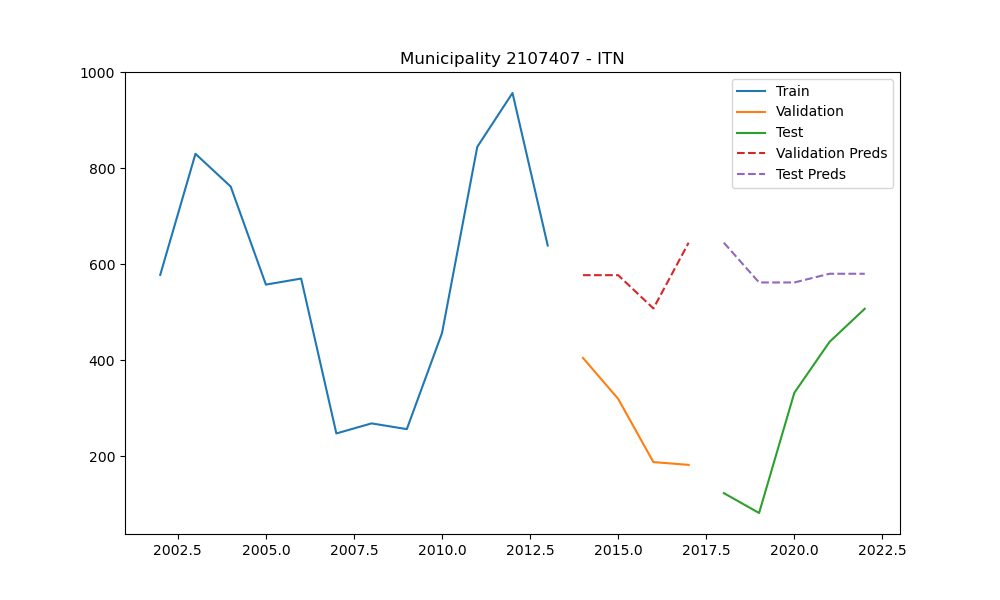 Municipality 2107407 - ITN
1000
800
600
400
200
Train
Validation
Test
Validation Preds
Test Preds
2002.5 2005.0 2007.5 2010.0 2012.5 2015.0 2017.5 2020.0 2022.5